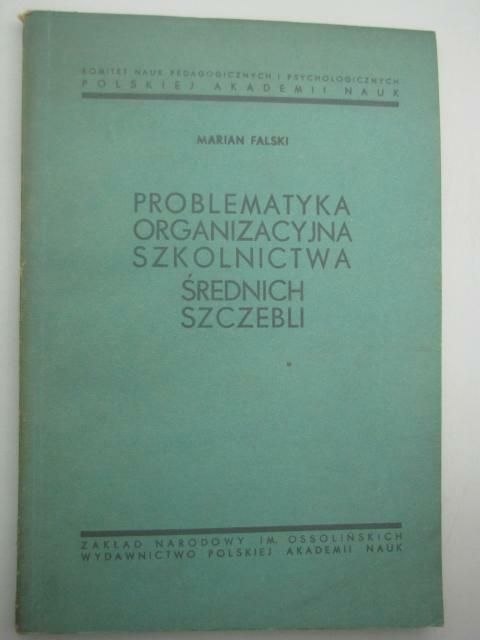 KOMITET NAUK PEDAGOGICZNYCH I PSYCHOLOGICZNYCH
POLSKIEJ AKADEMII NAUK
MARIAN FALSKI
PROBLEMATYKA
ORGANIZACYJNA
SZKOLNICTWA
ŚREDNICH
SZCZEBLI
ZAKŁAD NARODOWY IM. OSSOLIŃSKICH
WYDAWNICTWO POLSKIEJ AKADEMII NAUK